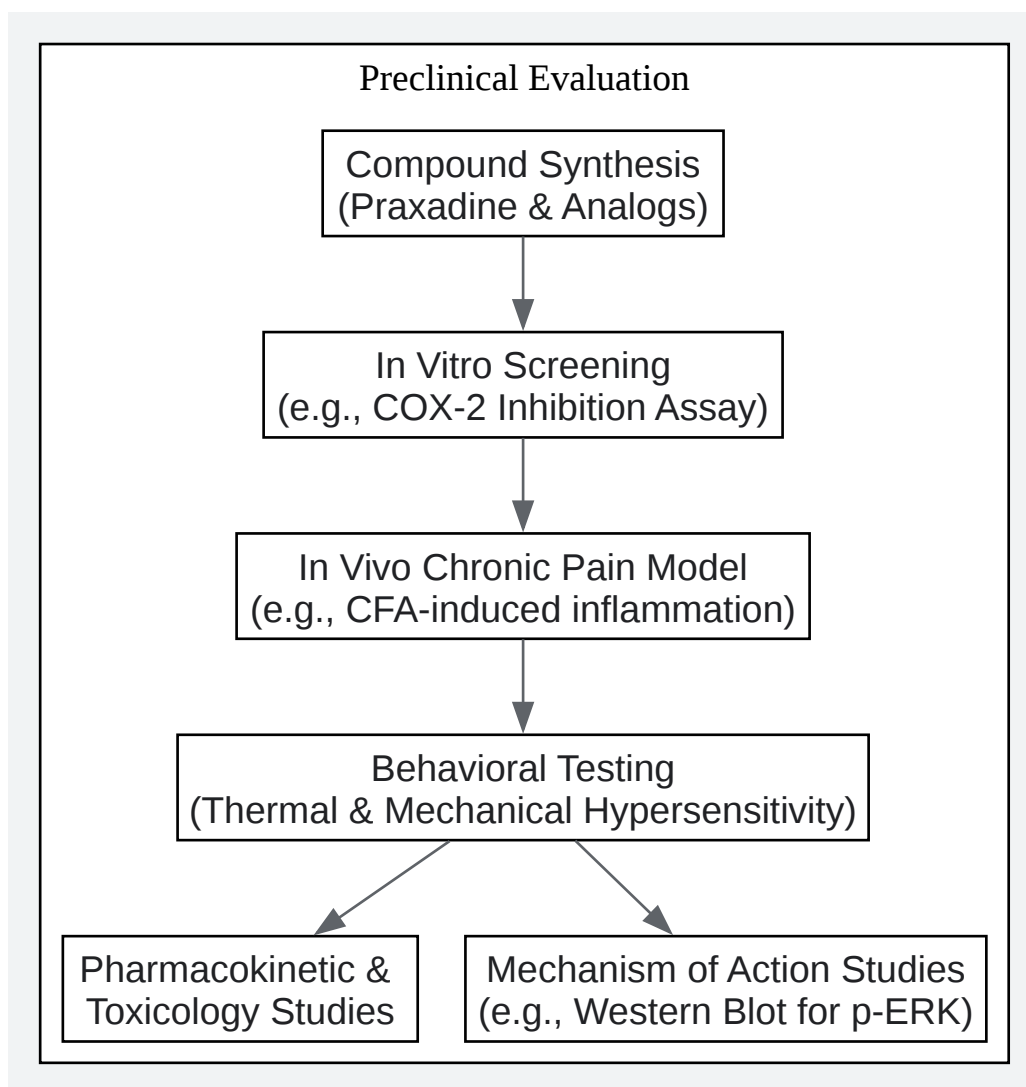 Preclinical Evaluation
Compound Synthesis
(Praxadine & Analogs)
In Vitro Screening
(e.g., COX-2 Inhibition Assay)
In Vivo Chronic Pain Model
(e.g., CFA-induced inflammation)
Behavioral Testing
(Thermal & Mechanical Hypersensitivity)
Pharmacokinetic &
Toxicology Studies
Mechanism of Action Studies
(e.g., Western Blot for p-ERK)